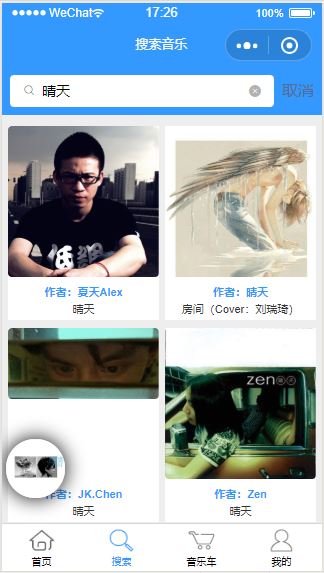 WeChat 17:26 100%
搜索音乐
晴天 取消
zen
作者：夏天Alex 作者：晴天
晴天 房间（Cover：刘瑞琦）
作者：JK.Chen 作者：Zen
晴天 晴天
首页 搜索 音乐车 我的